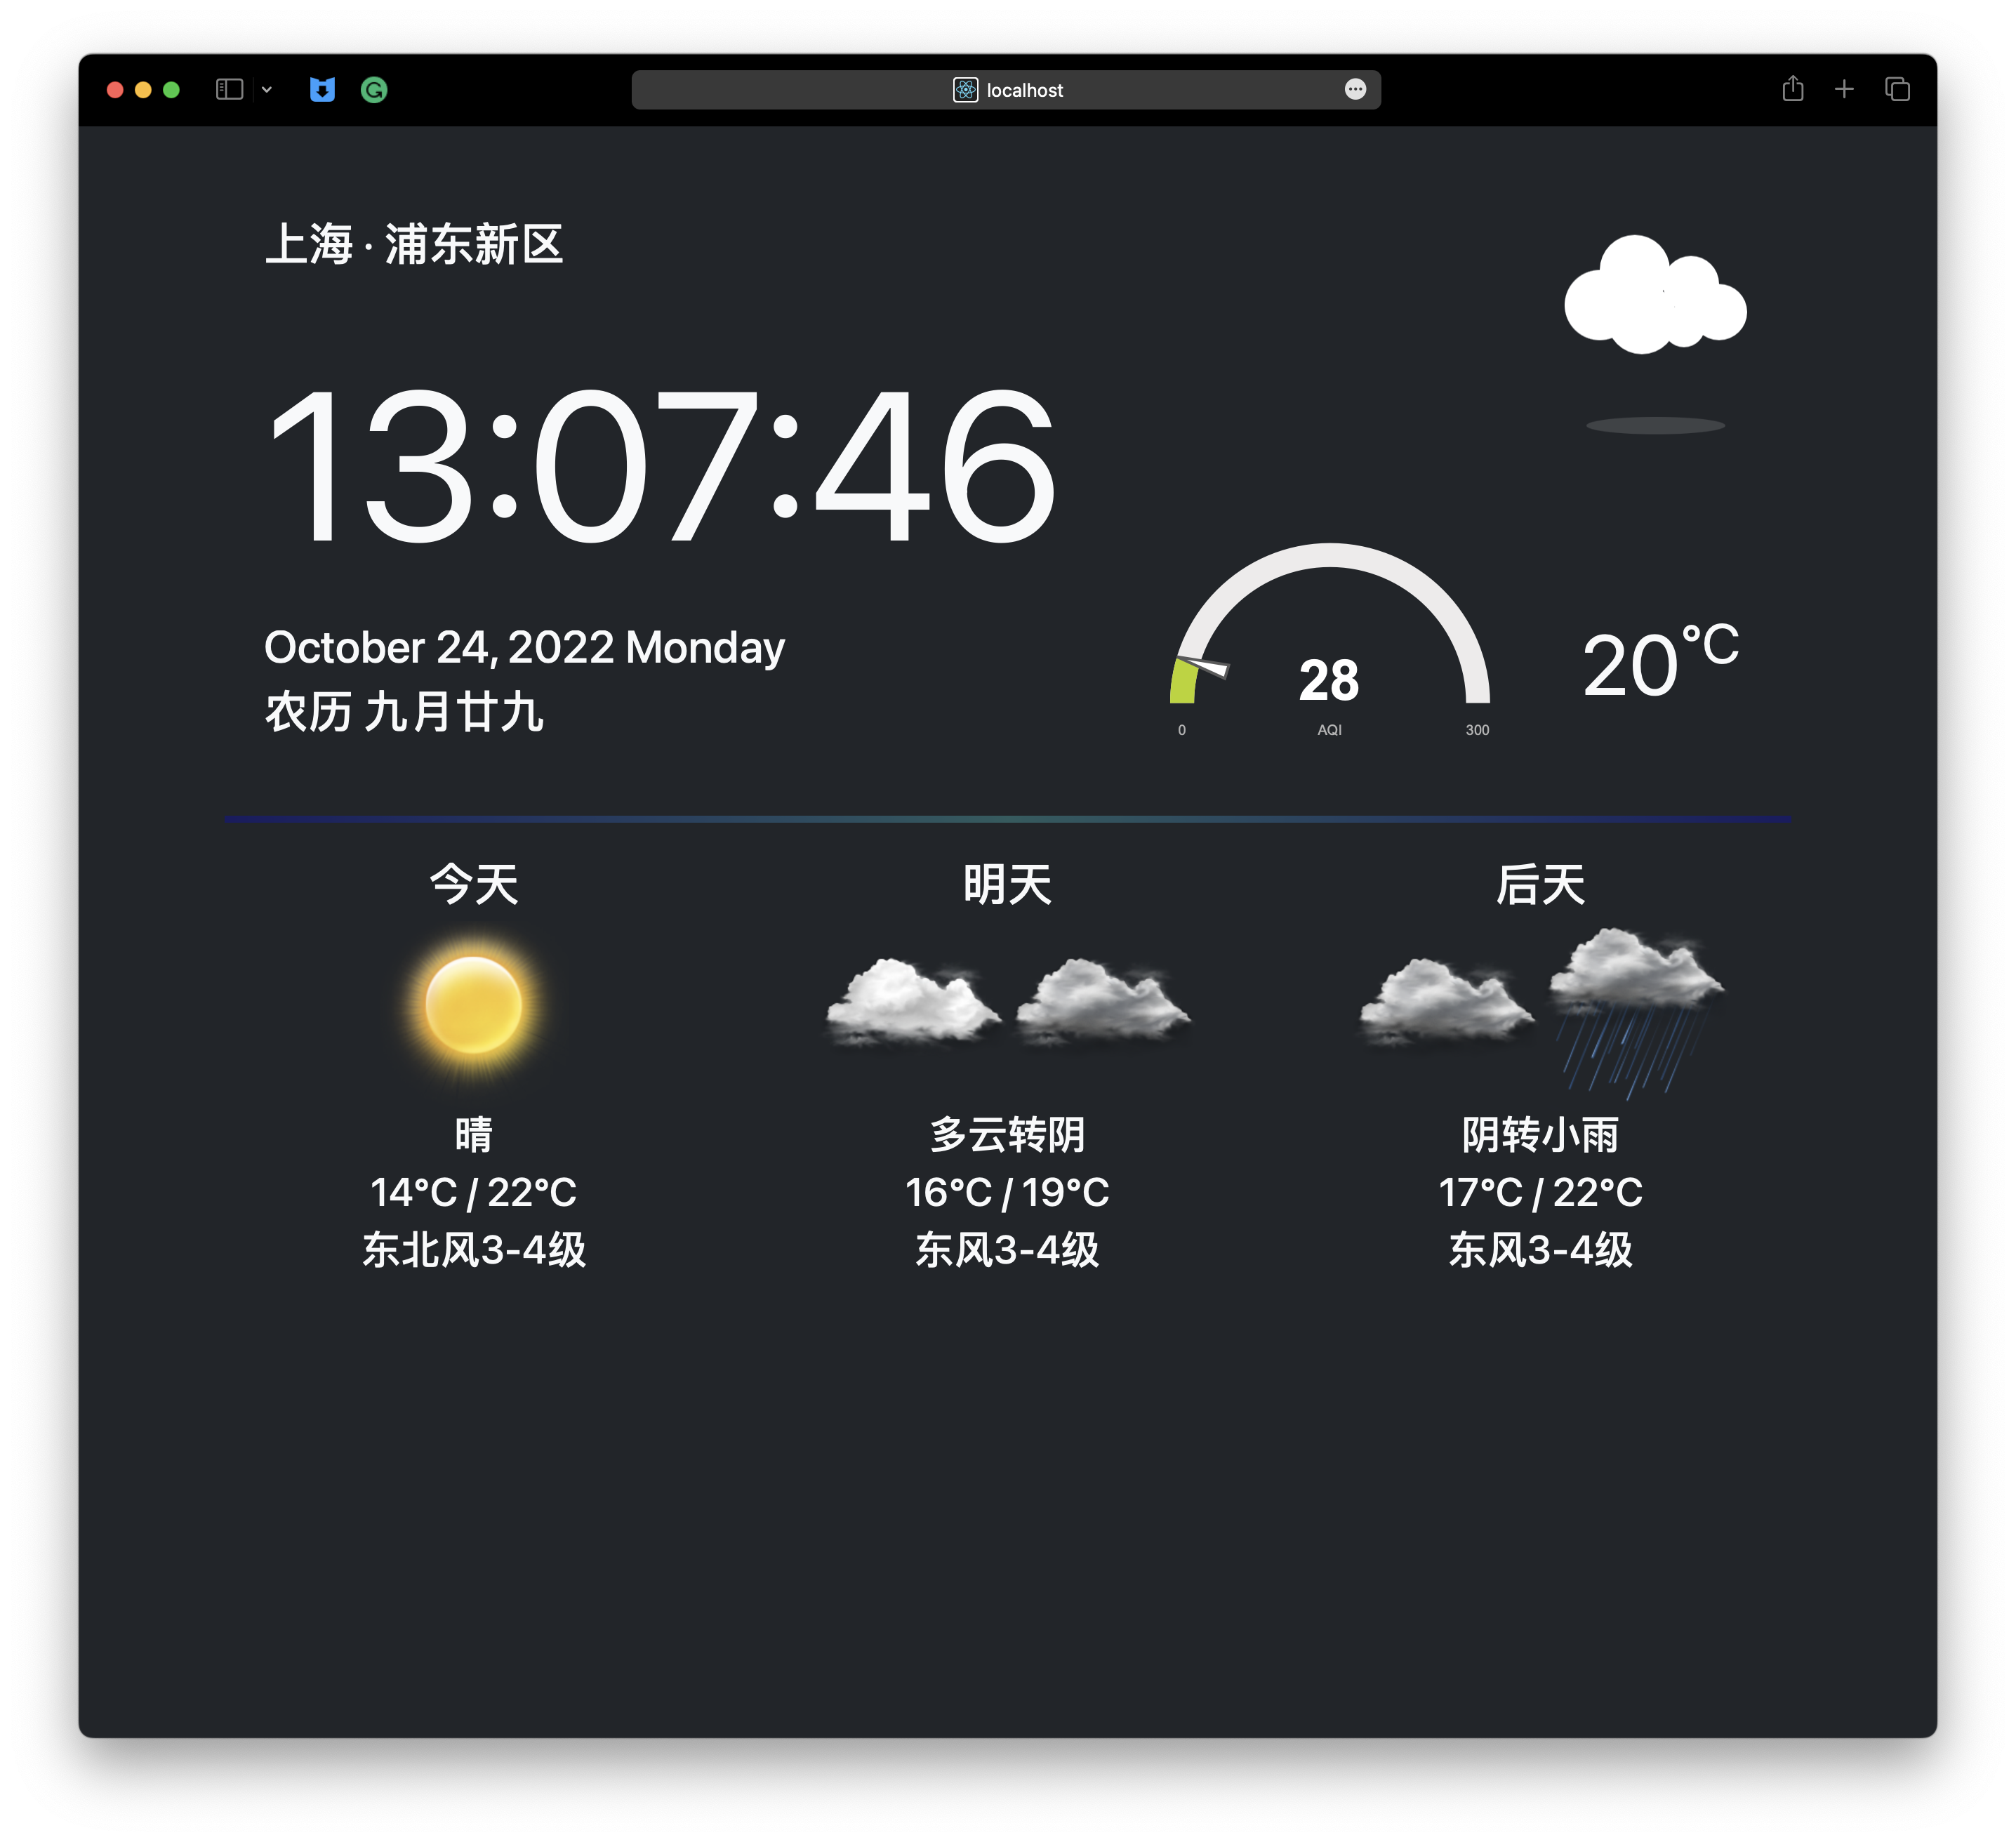 localhost
上海 · 浦东新区
13:07:46
October 24, 2022 Monday
农历 九月廿九
28
0 AQI 300
20°C
今天 明天 后天
晴 多云转阴 阴转小雨
14°C / 22°C 16°C / 19°C 17°C / 22°C
东北风3-4级 东风3-4级 东风3-4级